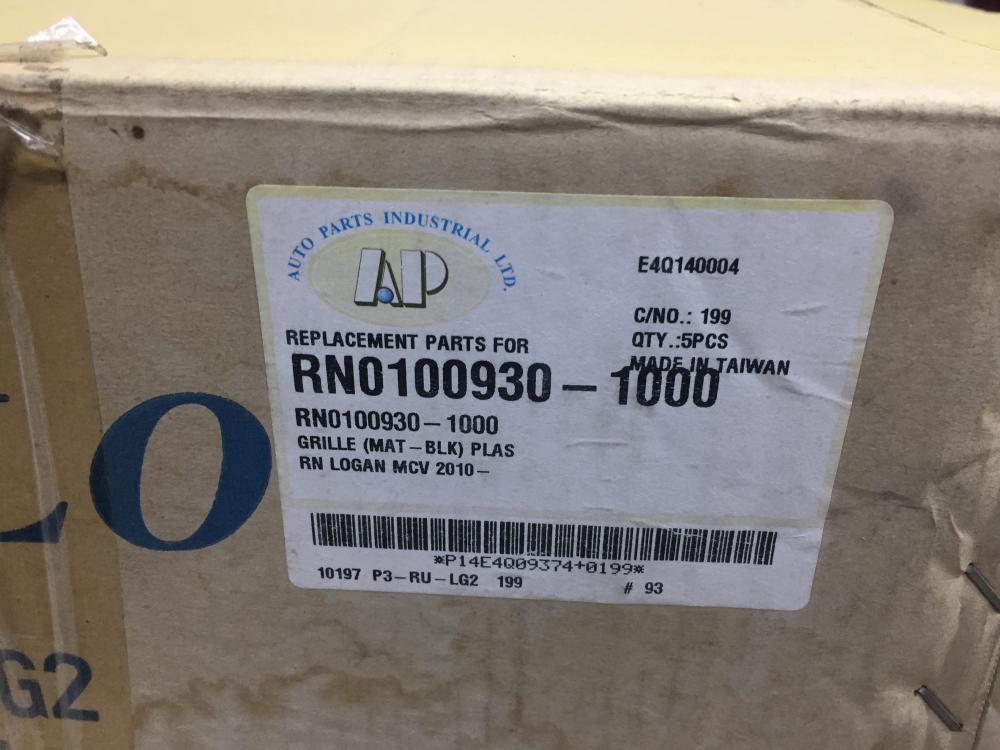 AUTO PARTS INDUSTRIAL LTD.
AP
E4Q140004
C/NO.: 199
QTY.:5PCS
MADE IN TAIWAN
REPLACEMENT PARTS FOR
RN0100930-1000
RN0100930-1000
GRILLE (MAT-BLK) PLAS
RN LOGAN MCV 2010-
*P14E4Q09374+0199*
10197 P3-RU-LG2 199 # 93
LO
G2